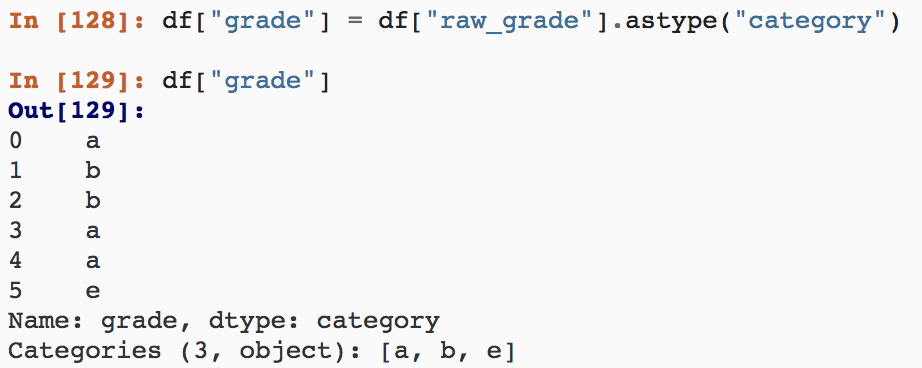 In [128]: df["grade"] = df["raw_grade"].astype("category")
In [129]: df["grade"]
Out[129]:
0    a
1    b
2    b
3    a
4    a
5    e
Name: grade, dtype: category
Categories (3, object): [a, b, e]